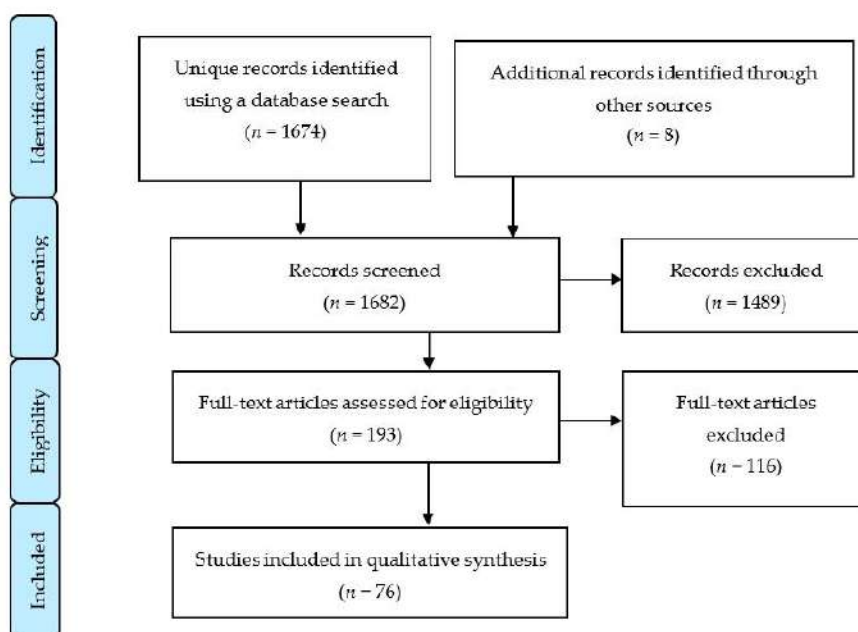 Identification
Unique records identified
using a database search
(n = 1674)
Additional records identified through
other sources
(n = 8)
Screening
Records screened
(n = 1682)
Records excluded
(n = 1489)
Eligibility
Full-text articles assessed for eligibility
(n = 193)
Full-text articles
excluded
(n = 116)
Included
Studies included in qualitative synthesis
(n = 76)